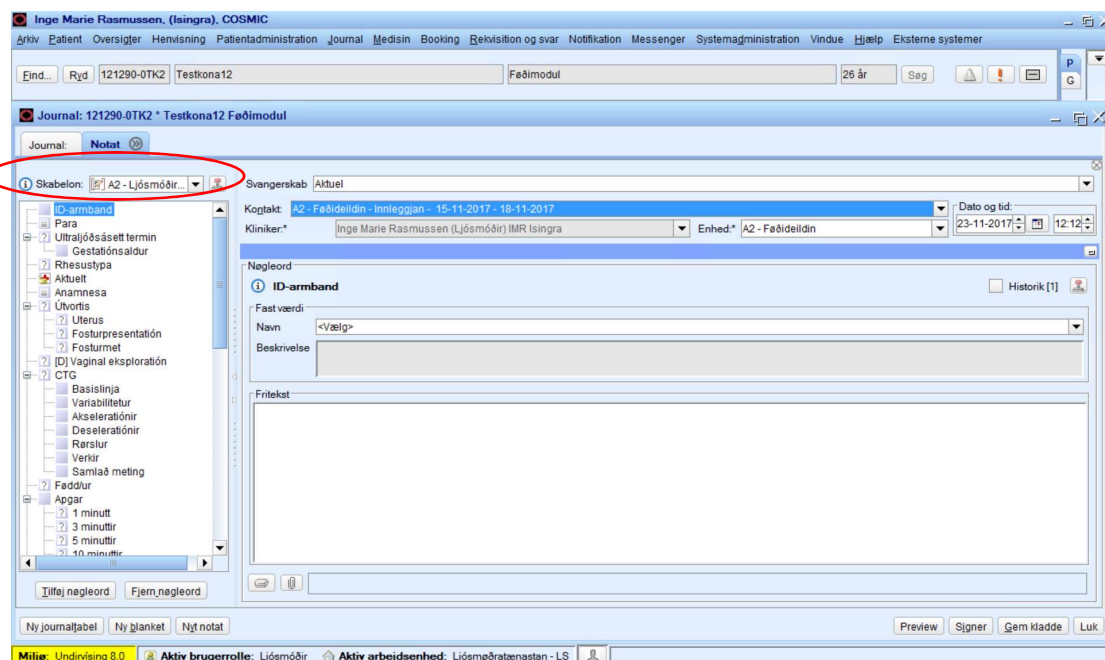 Inge Marie Rasmussen, (Isingra), COSMIC
Arkiv Patient Oversigter Henvisning Patientadministration Journal Medisin Booking Rekvisition og svar Notifikation Messenger Systemadministration Vindue Hjælp Eksterne systemer
Find... Ryd 121290-0TK2 Testkona12 Føðimodul 26 år Søg P
G
Journal: 121290-0TK2 * Testkona12 Føðimodul
Journal: Notat
Skabelon: A2 - Ljósmóðir... Svangerskab Aktuel
ID-armband
Para
Ultraljóðsásett termin
Gestatiónsaldur
Rhesustypa
Aktuelt
Anamnesa
Útvortis
Uterus
Fosturpresentatión
Fosturmet
[D] Vaginal eksploratión
CTG
Basislinja
Variabilitetur
Akseleratiónir
Deseleratiónir
Rørslur
Verkir
Samlað meting
Fødd/ur
Apgar
1 minutt
3 minuttir
5 minuttir
10 minuttir
Tilføj nøgleord Fjern nøgleord
Kontakt: A2 - Føðideildin - Innleggjan - 15-11-2017 - 18-11-2017
Dato og tid:
Kliniker:* Inge Marie Rasmussen (Ljósmóðir) IMR Isingra Enhed:* A2 - Føðideildin 23-11-2017 12:12
Nøgleord
ID-armband Historik [1]
Fast værdi
Navn <Vælg>
Beskrivelse
Fritekst
Ny journaltabel Ny blanket Nyt notat Preview Signer Gem kladde Luk
Miljø: Undirvísing 8.0 Aktiv brugerrolle: Ljósmóðir Aktiv arbejdsenhed: Ljósmøðratænastan - LS